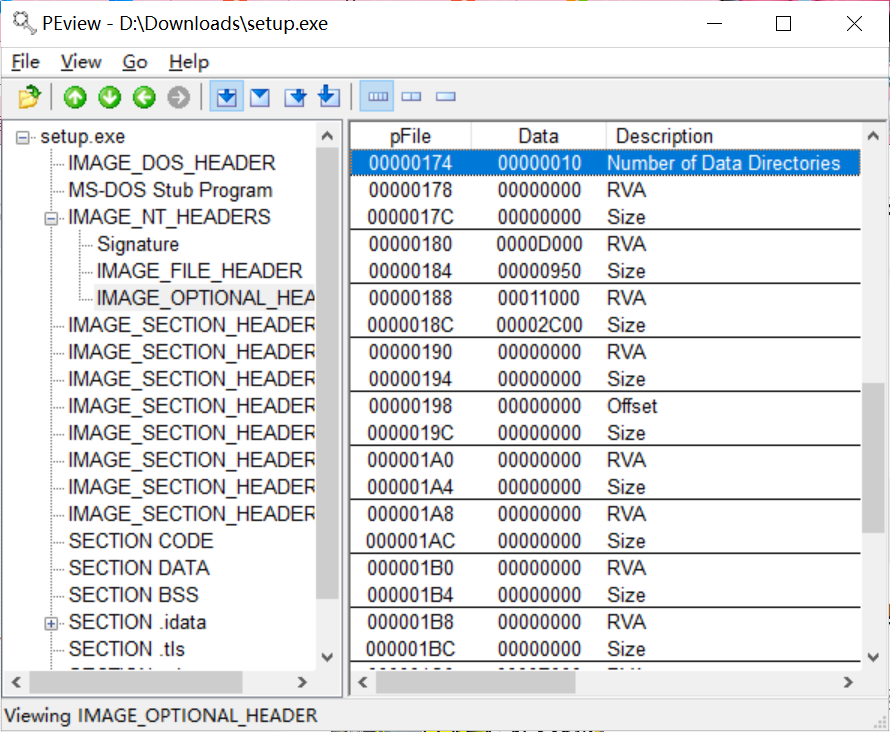 PEview - D:\Downloads\setup.exe
File View Go Help
setup.exe
IMAGE_DOS_HEADER
MS-DOS Stub Program
IMAGE_NT_HEADERS
Signature
IMAGE_FILE_HEADER
IMAGE_OPTIONAL_HEA
IMAGE_SECTION_HEADER
IMAGE_SECTION_HEADER
IMAGE_SECTION_HEADER
IMAGE_SECTION_HEADER
IMAGE_SECTION_HEADER
IMAGE_SECTION_HEADER
IMAGE_SECTION_HEADER
IMAGE_SECTION_HEADER
SECTION CODE
SECTION DATA
SECTION BSS
SECTION .idata
SECTION .tls
pFile Data Description
00000174 00000010 Number of Data Directories
00000178 00000000 RVA
0000017C 00000000 Size
00000180 0000D000 RVA
00000184 00000950 Size
00000188 00011000 RVA
0000018C 00002C00 Size
00000190 00000000 RVA
00000194 00000000 Size
00000198 00000000 Offset
0000019C 00000000 Size
000001A0 00000000 RVA
000001A4 00000000 Size
000001A8 00000000 RVA
000001AC 00000000 Size
000001B0 00000000 RVA
000001B4 00000000 Size
000001B8 00000000 RVA
000001BC 00000000 Size
Viewing IMAGE_OPTIONAL_HEADER